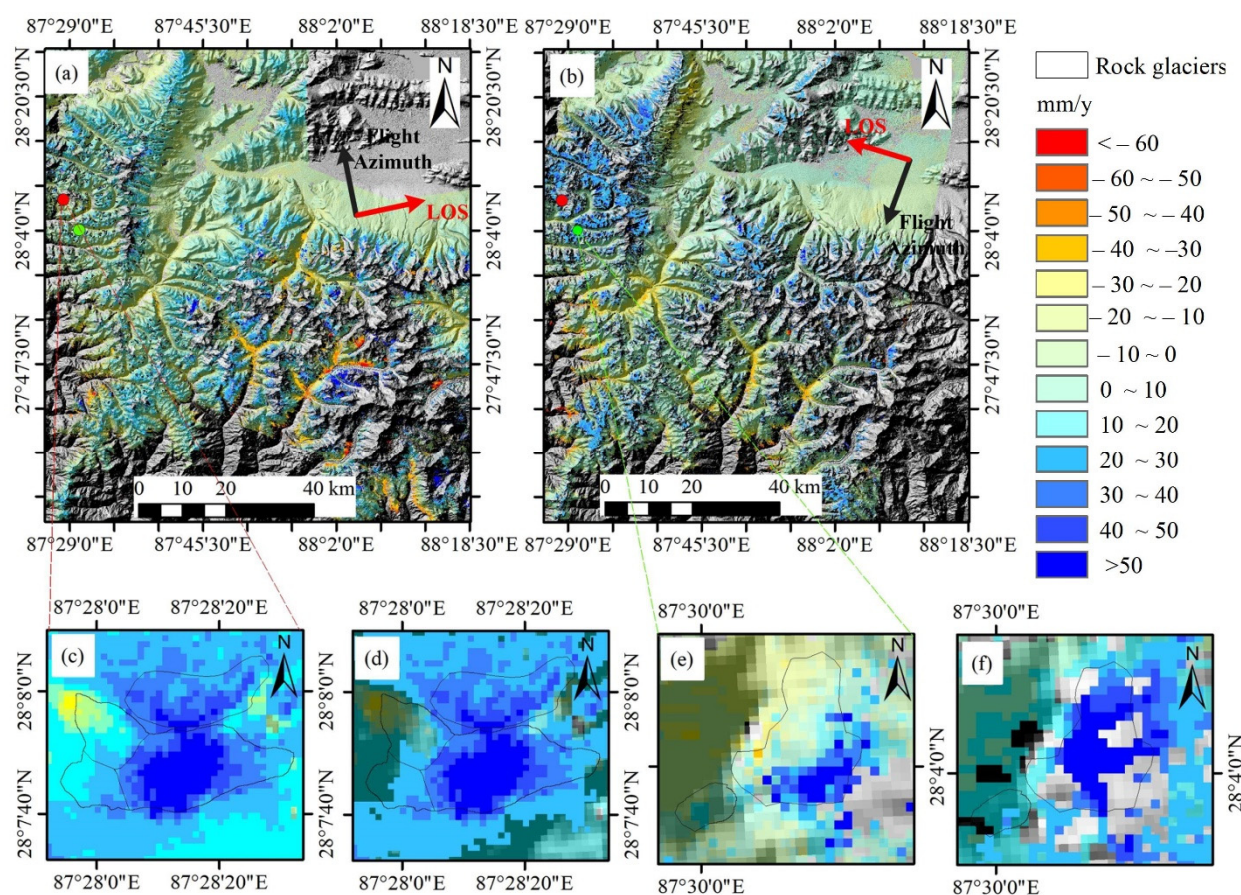 87°29'0"E 87°45'30"E 88°2'0"E 88°18'30"E 87°29'0"E 87°45'30"E 88°2'0"E 88°18'30"E
(a) N (b) N
Rock glaciers
mm/y
28°20'30"N 28°20'30"N 28°20'30"N
28°4'0"N 28°4'0"N 28°4'0"N
27°47'30"N 27°47'30"N 27°47'30"N
Flight
Azimuth
LOS
LOS
Flight
Azimuth
< – 60
– 60 ~ – 50
– 50 ~ – 40
– 40 ~ –30
– 30 ~ – 20
– 20 ~ – 10
– 10 ~ 0
0 ~ 10
10 ~ 20
20 ~ 30
30 ~ 40
40 ~ 50
>50
0 10 20 40 km
0 10 20 40 km
87°29'0"E 87°45'30"E 88°2'0"E 88°18'30"E 87°29'0"E 87°45'30"E 88°2'0"E 88°18'30"E
87°28'0"E 87°28'20"E 87°28'0"E 87°28'20"E 87°30'0"E 87°30'0"E
(c) N (d) N (e) N (f) N
28°8'0"N 28°8'0"N
28°7'40"N 28°7'40"N
28°4'0"N 28°4'0"N
87°28'0"E 87°28'20"E 87°28'0"E 87°28'20"E 87°30'0"E 87°30'0"E